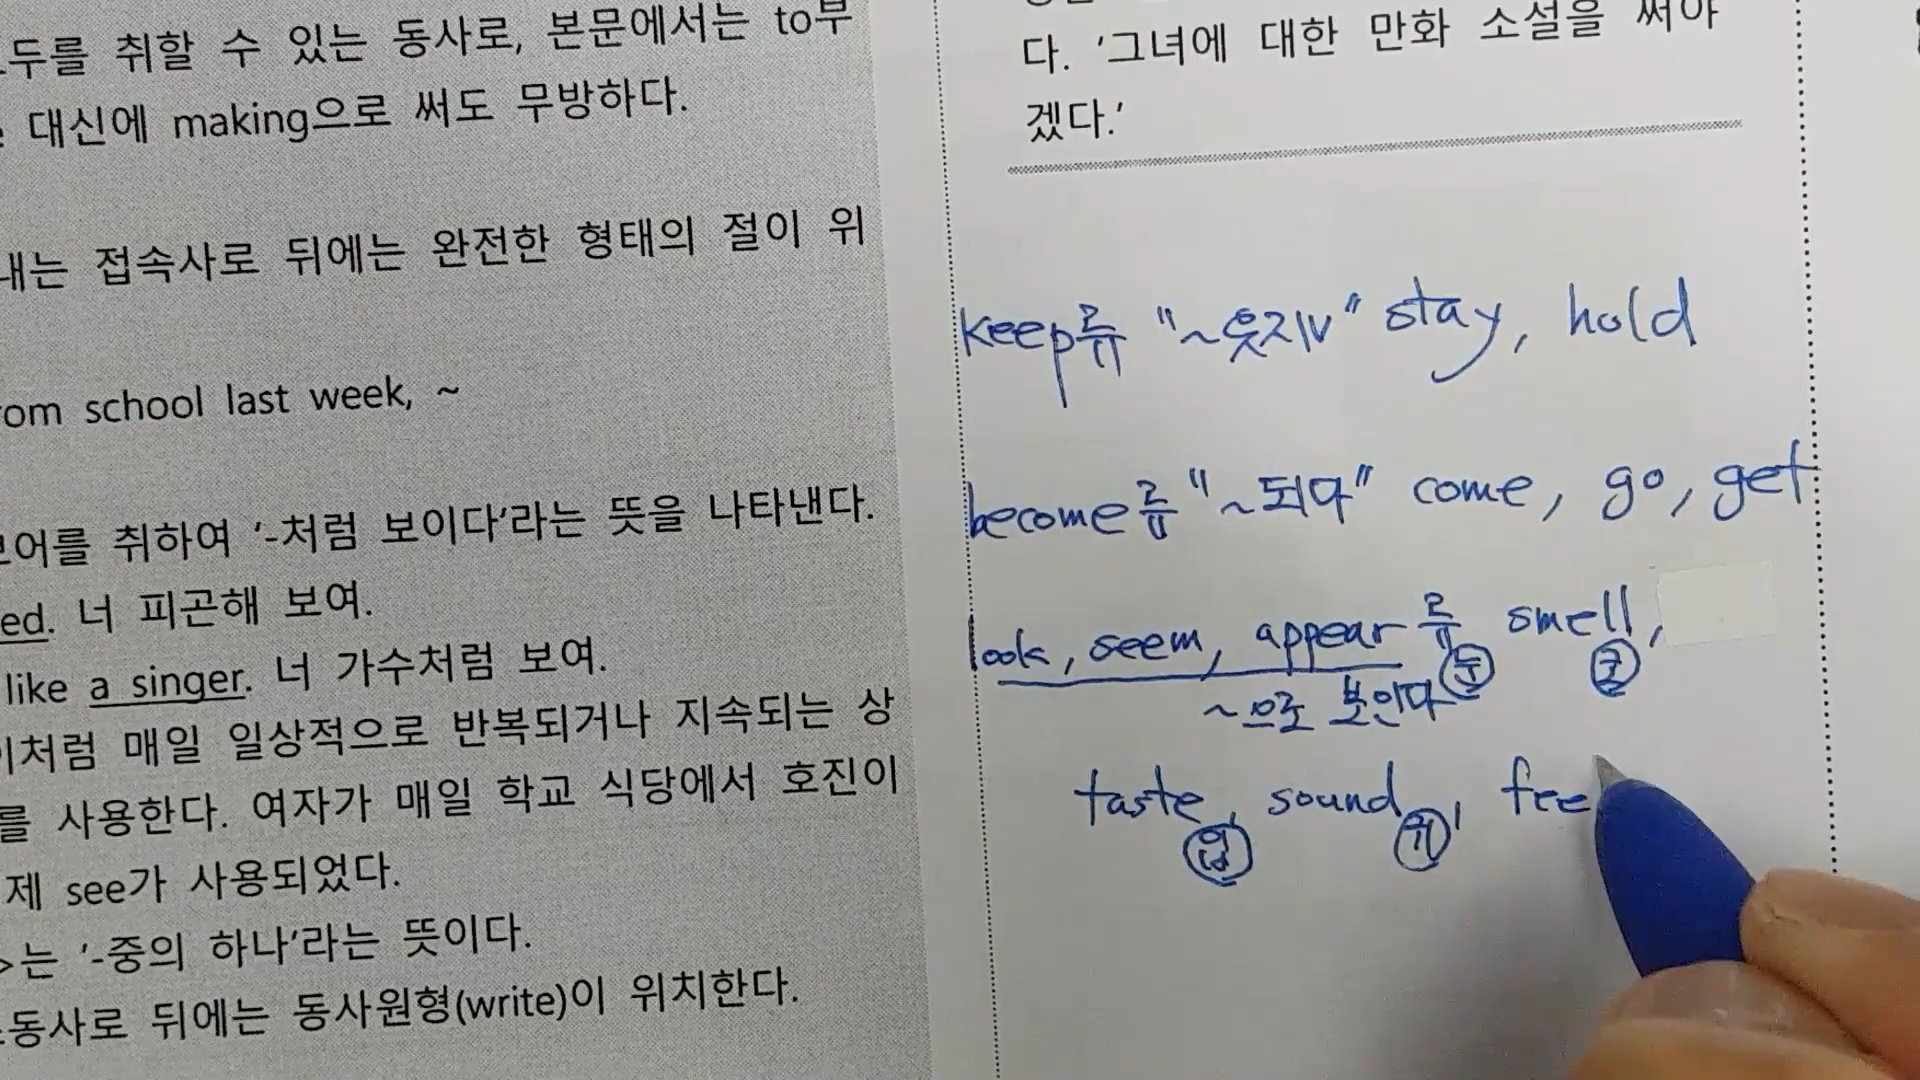 두를 취할 수 있는 동사로, 본문에서는 to부
대신에 making으로 써도 무방하다.
내는 접속사로 뒤에는 완전한 형태의 절이 위
rom school last week, ~
보어를 취하여 '-처럼 보이다'라는 뜻을 나타낸다.
ed. 너 피곤해 보여.
like a singer. 너 가수처럼 보여.
이처럼 매일 일상적으로 반복되거나 지속되는 상
를 사용한다. 여자가 매일 학교 식당에서 호진이
제 see가 사용되었다.
>는 '-중의 하나'라는 뜻이다.
동사로 뒤에는 동사원형(write)이 위치한다.
다. '그녀에 대한 만화 소설을 써야
겠다.'
keep류 "~유지v" stay, hold
become류 "~되다" come, go, get
look, seem, appear류 smell,
눈 코
~으로 보인다
taste, sound, fee
입 귀